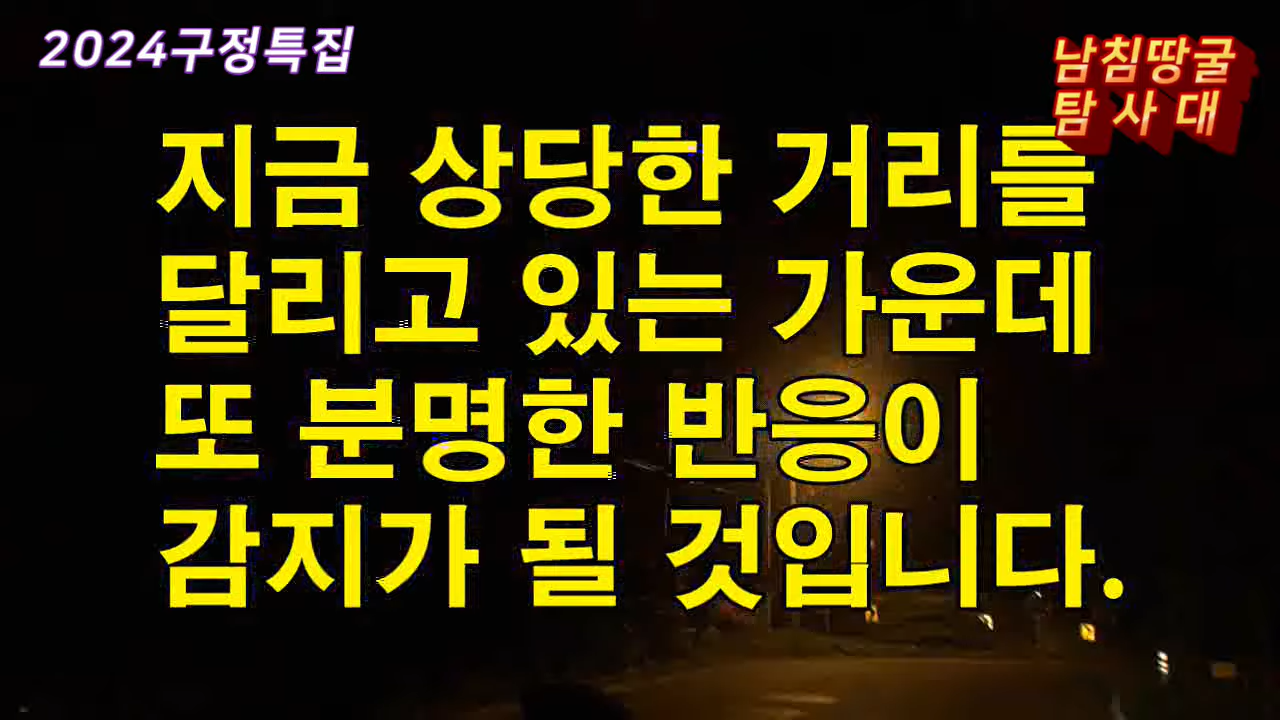 2024구정특집
남침땅굴
탐사대
지금 상당한 거리를
달리고 있는 가운데
또 분명한 반응이
감지가 될 것입니다.